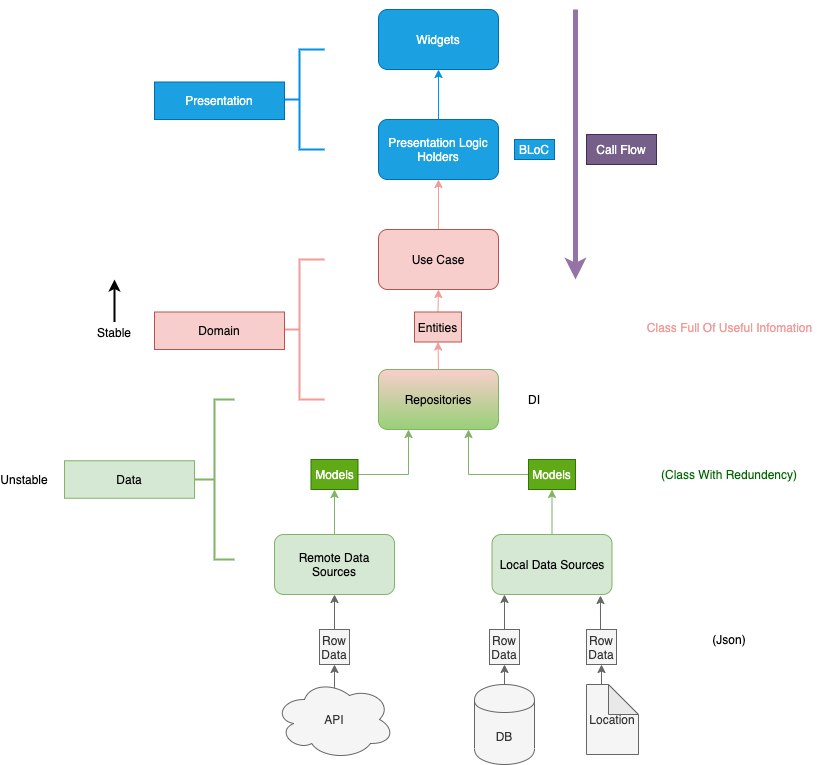 Widgets
Presentation
Presentation Logic
Holders
BLoC
Call Flow
Use Case
Stable
Domain
Entities
Class Full Of Useful Infomation
Repositories
DI
Unstable
Data
Models
Models
(Class With Redundancy)
Remote Data
Sources
Local Data Sources
Row
Data
Row
Data
Row
Data
(Json)
API
DB
Location